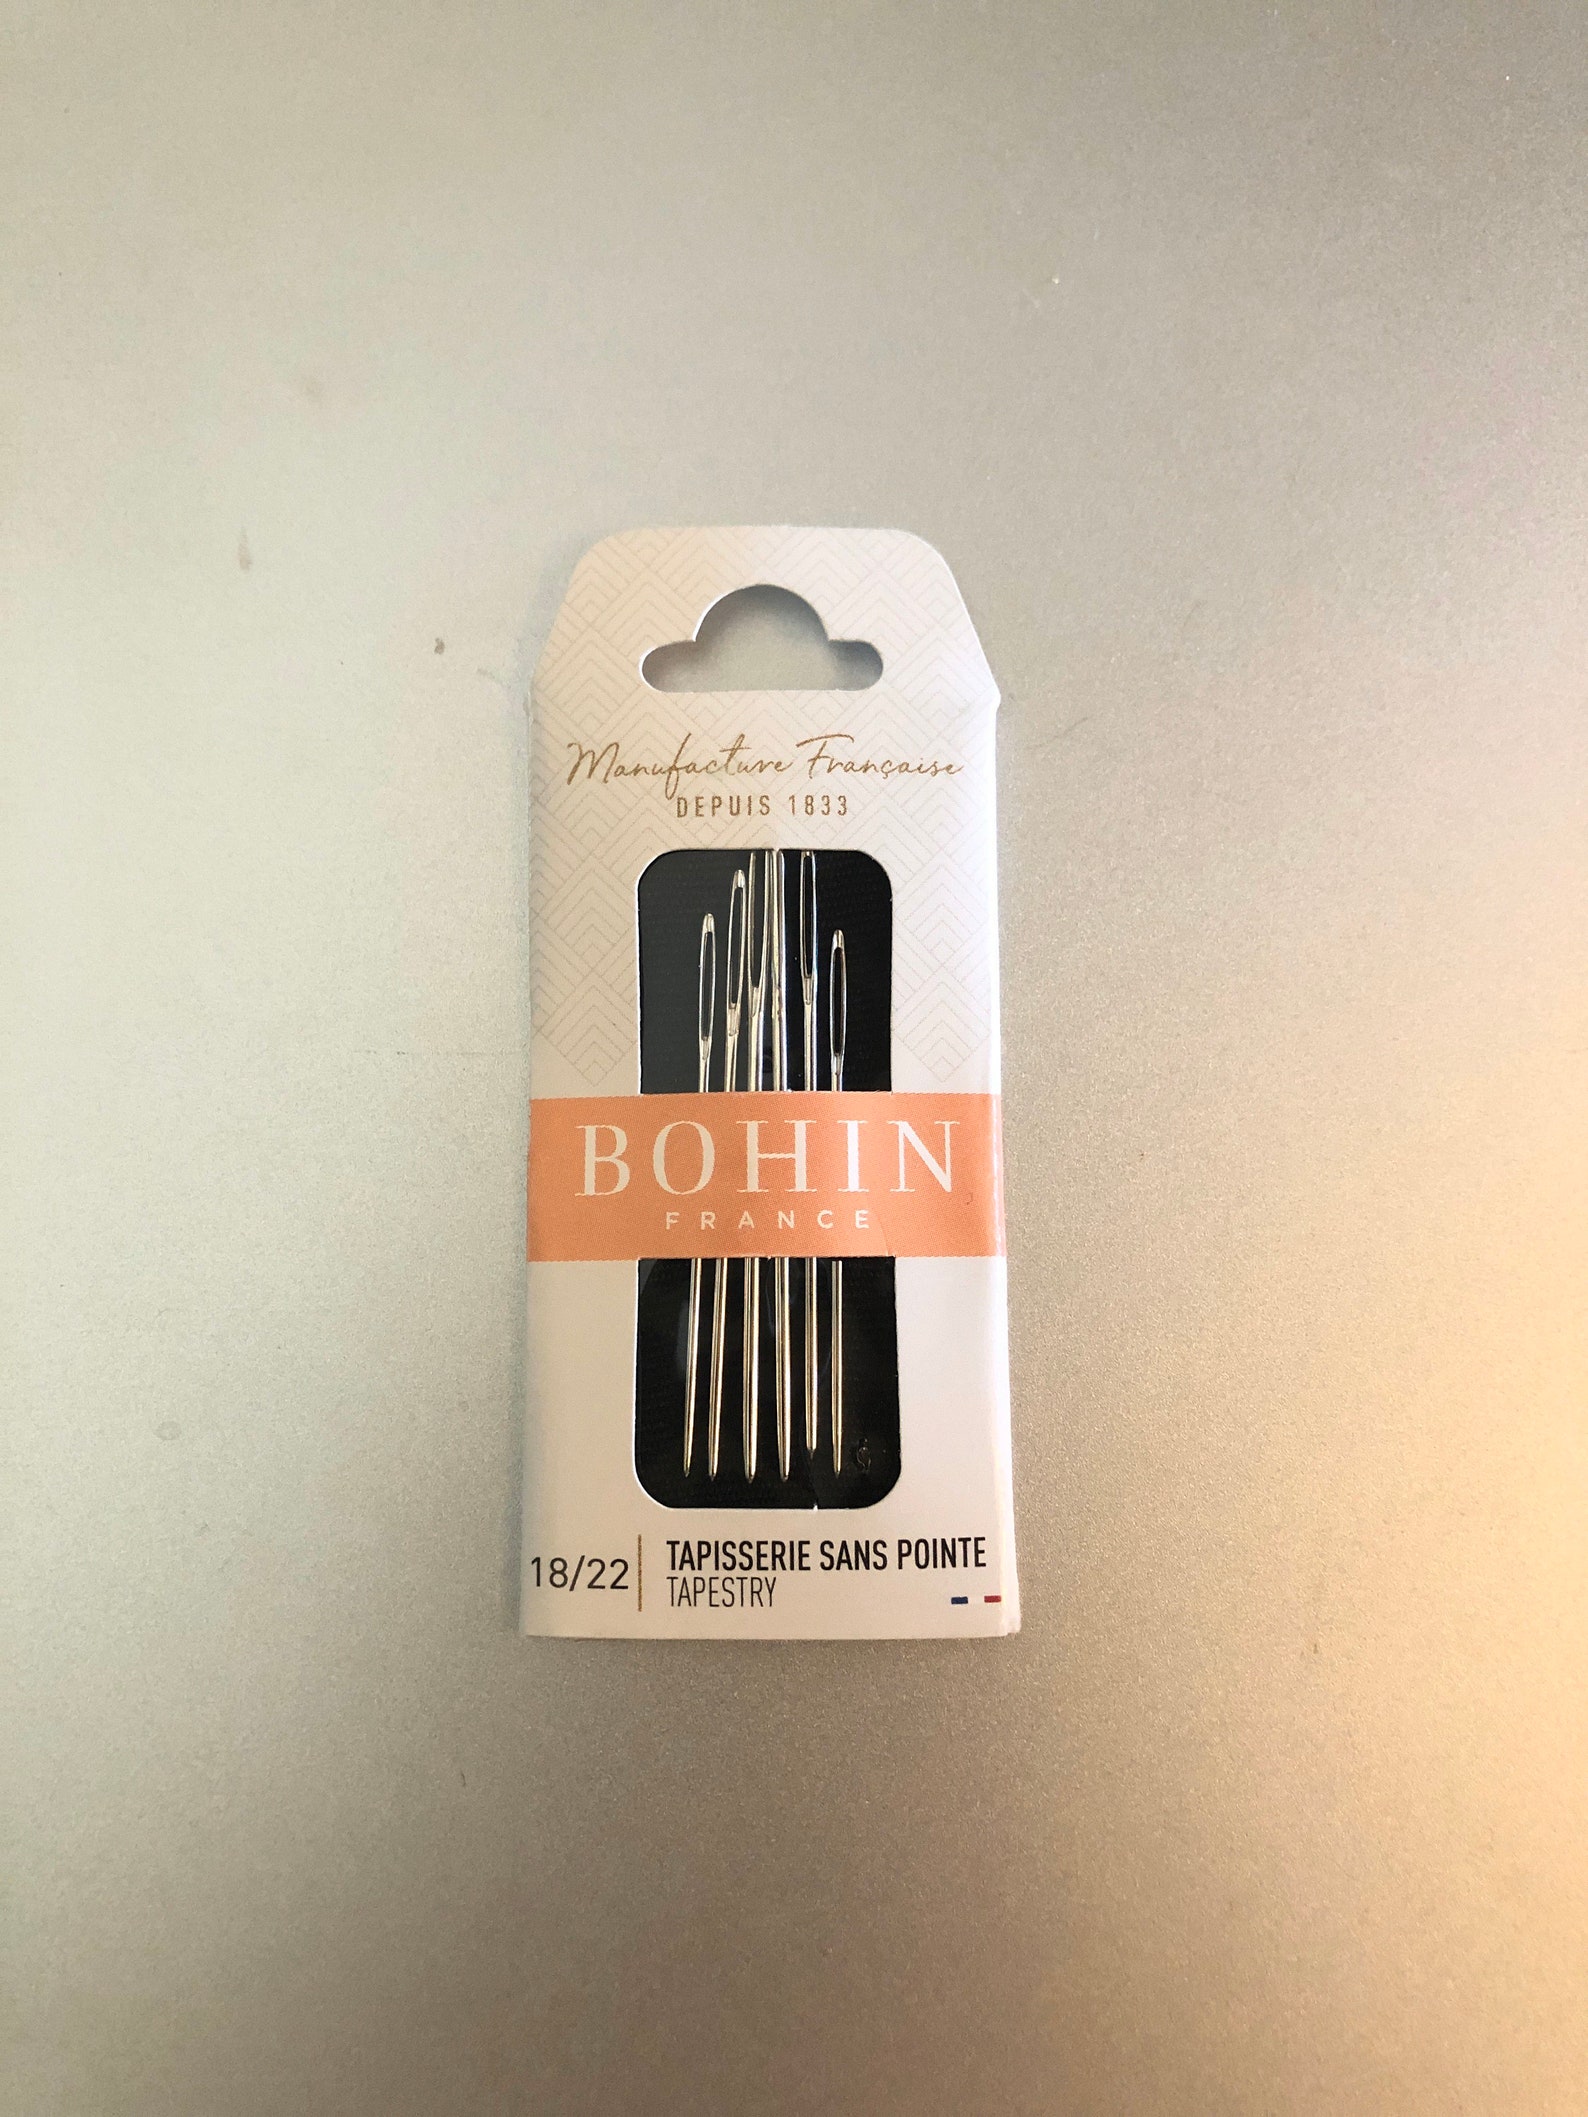 Manufacture Française
DEPUIS 1833
BOHIN
FRANCE
18/22
TAPISSERIE SANS POINTE
TAPESTRY